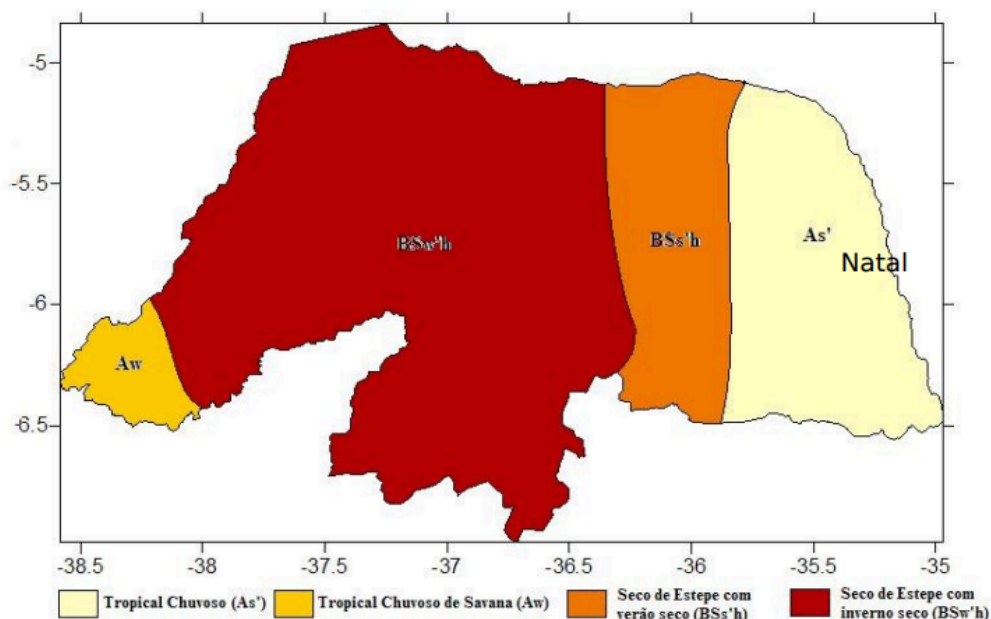 -5
-5.5
BSw'h
BSs'h
As'
Natal
-6
Aw
-6.5
-38.5 -38 -37.5 -37 -36.5 -36 -35.5 -35
Tropical Chuvoso (As') Tropical Chuvoso de Savana (Aw) Seco de Estepe com Seco de Estepe com
verão seco (BSs'h) inverno seco (BSw'h)